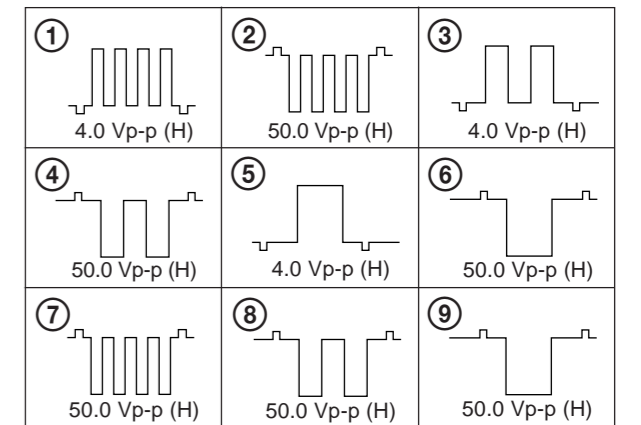 ① ② ③
4.0 Vp-p (H) 50.0 Vp-p (H) 4.0 Vp-p (H)
④ ⑤ ⑥
50.0 Vp-p (H) 4.0 Vp-p (H) 50.0 Vp-p (H)
⑦ ⑧ ⑨
50.0 Vp-p (H) 50.0 Vp-p (H) 50.0 Vp-p (H)